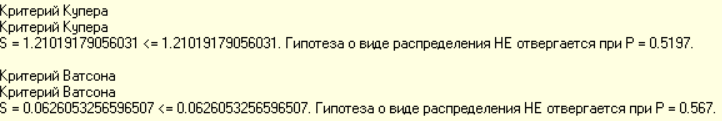 Критерий Купера
Критерий Купера
S = 1.21019179056031 <= 1.21019179056031. Гипотеза о виде распределения НЕ отвергается при P = 0.5197.
Критерий Ватсона
Критерий Ватсона
S = 0.0626053256596507 <= 0.0626053256596507. Гипотеза о виде распределения НЕ отвергается при P = 0.567.